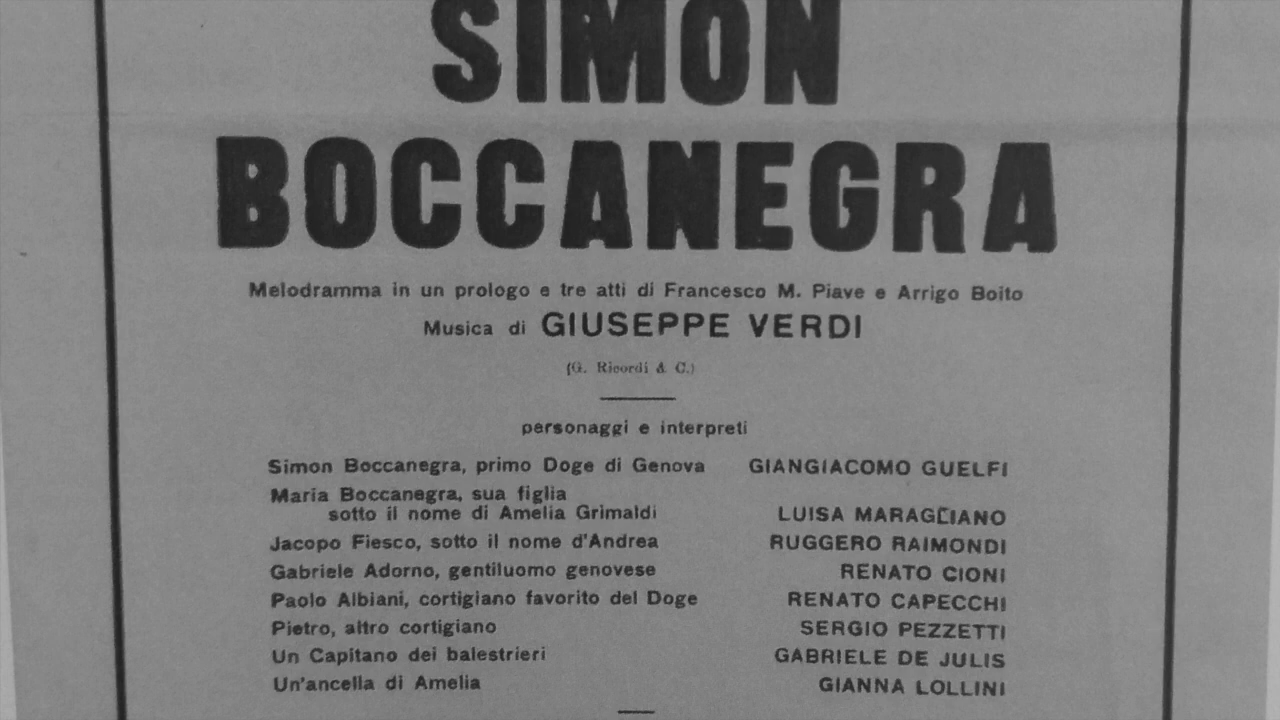 SIMON
BOCCANEGRA
Melodramma in un prologo e tre atti di Francesco M. Piave e Arrigo Boito
Musica di GIUSEPPE VERDI
(G. Ricordi & C.)
personaggi e interpreti
Simon Boccanegra, primo Doge di Genova GIANGIACOMO GUELFI
Maria Boccanegra, sua figlia
sotto il nome di Amelia Grimaldi LUISA MARAGLIANO
Jacopo Fiesco, sotto il nome d'Andrea RUGGERO RAIMONDI
Gabriele Adorno, gentiluomo genovese RENATO CIONI
Paolo Albiani, cortigiano favorito del Doge RENATO CAPECCHI
Pietro, altro cortigiano SERGIO PEZZETTI
Un Capitano dei balestrieri GABRIELE DE JULIS
Un'ancella di Amelia GIANNA LOLLINI